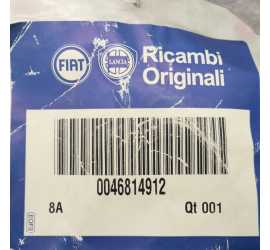 FIAT
LANCIA
Ricambi
Originali
0046814912
8A Qt 001